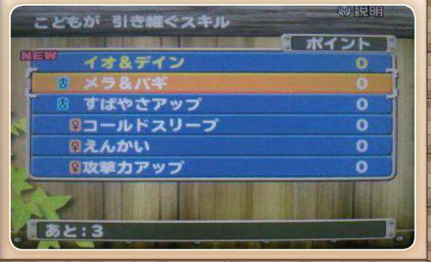 こどもが 引き継ぐスキル
説明
ポイント
NEW
イオ&デイン 0
メラ&バギ 0
すばやさアップ 0
コールドスリープ 0
えんかい 0
攻撃力アップ 0
あと:3